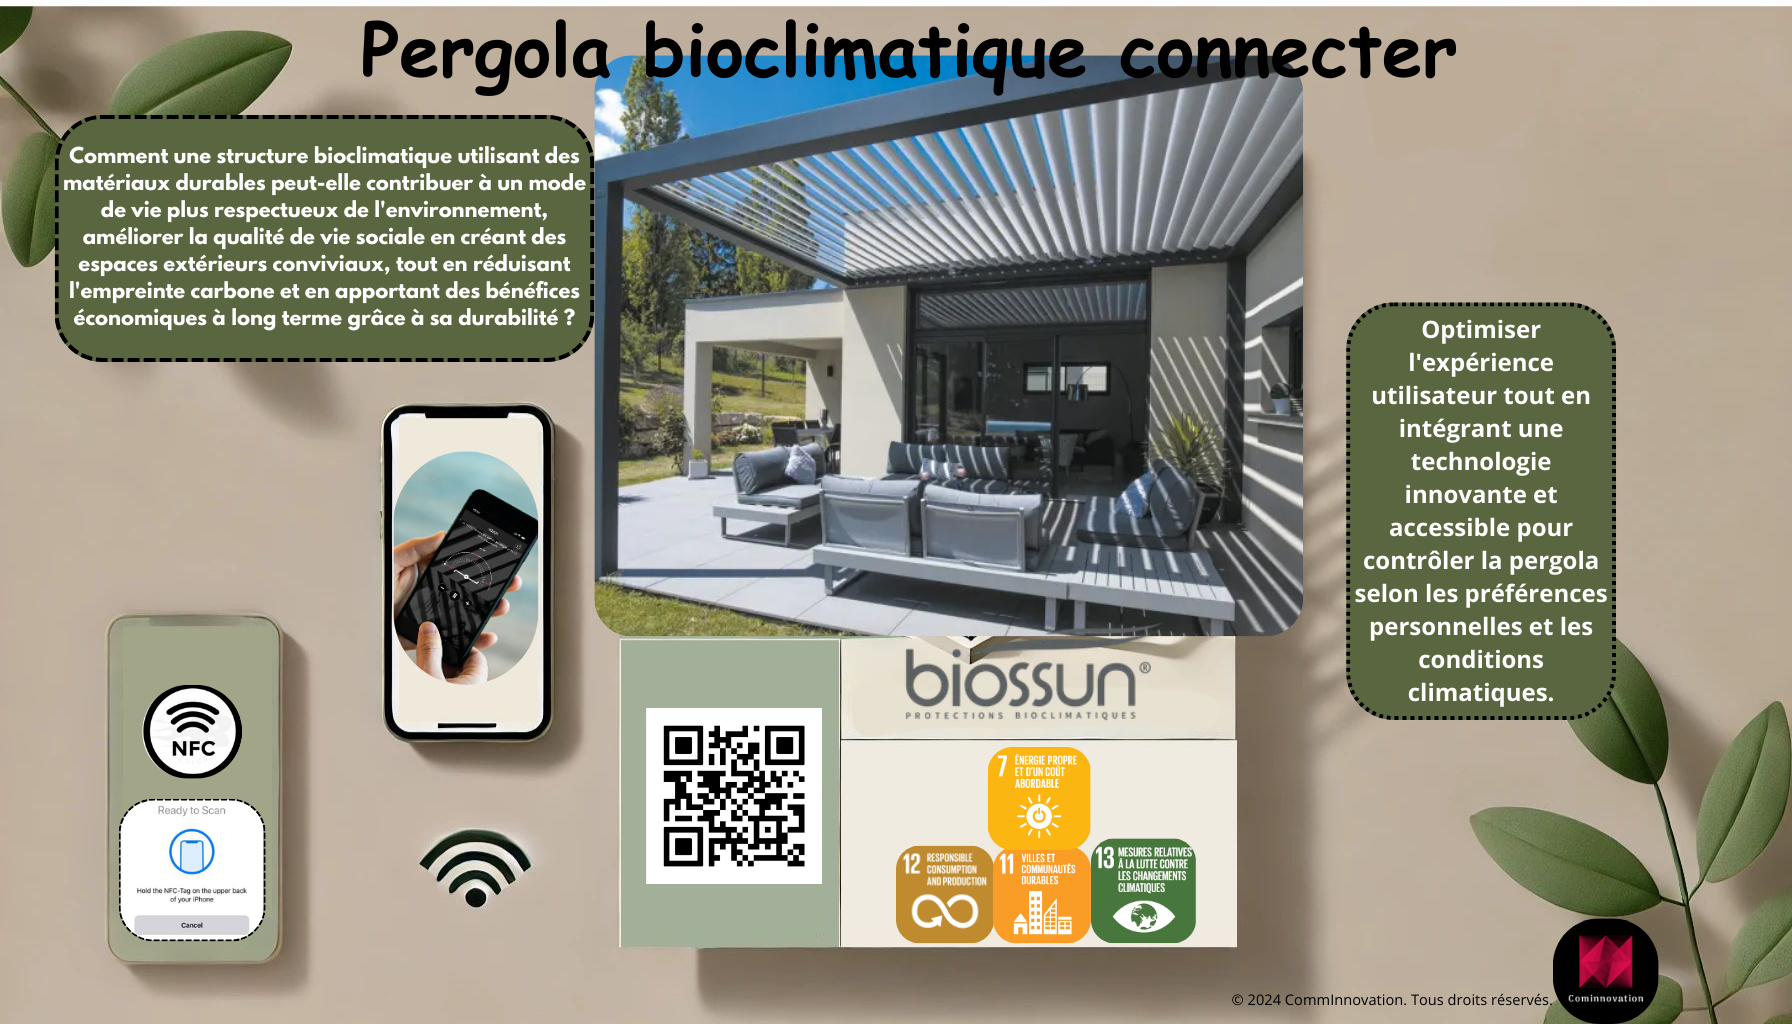 Pergola bioclimatique connecter
Comment une structure bioclimatique utilisant des
matériaux durables peut-elle contribuer à un mode
de vie plus respectueux de l'environnement,
améliorer la qualité de vie sociale en créant des
espaces extérieurs conviviaux, tout en réduisant
l'empreinte carbone et en apportant des bénéfices
économiques à long terme grâce à sa durabilité ?
Optimiser
l'expérience
utilisateur tout en
intégrant une
technologie
innovante et
accessible pour
contrôler la pergola
selon les préférences
personnelles et les
conditions
climatiques.
NFC
Ready to Scan
Hold the NFC-Tag on the upper back
of your iPhone
Cancel
biossun®
PROTECTIONS BIOCLIMATIQUES
7 ÉNERGIE PROPRE
ET D'UN COÛT
ABORDABLE
12 RESPONSIBLE
CONSUMPTION
AND PRODUCTION
11 VILLES ET
COMMUNAUTÉS
DURABLES
13 MESURES RELATIVES
À LA LUTTE CONTRE
LES CHANGEMENTS
CLIMATIQUES
© 2024 CommInnovation. Tous droits réservés.
Cominnovation